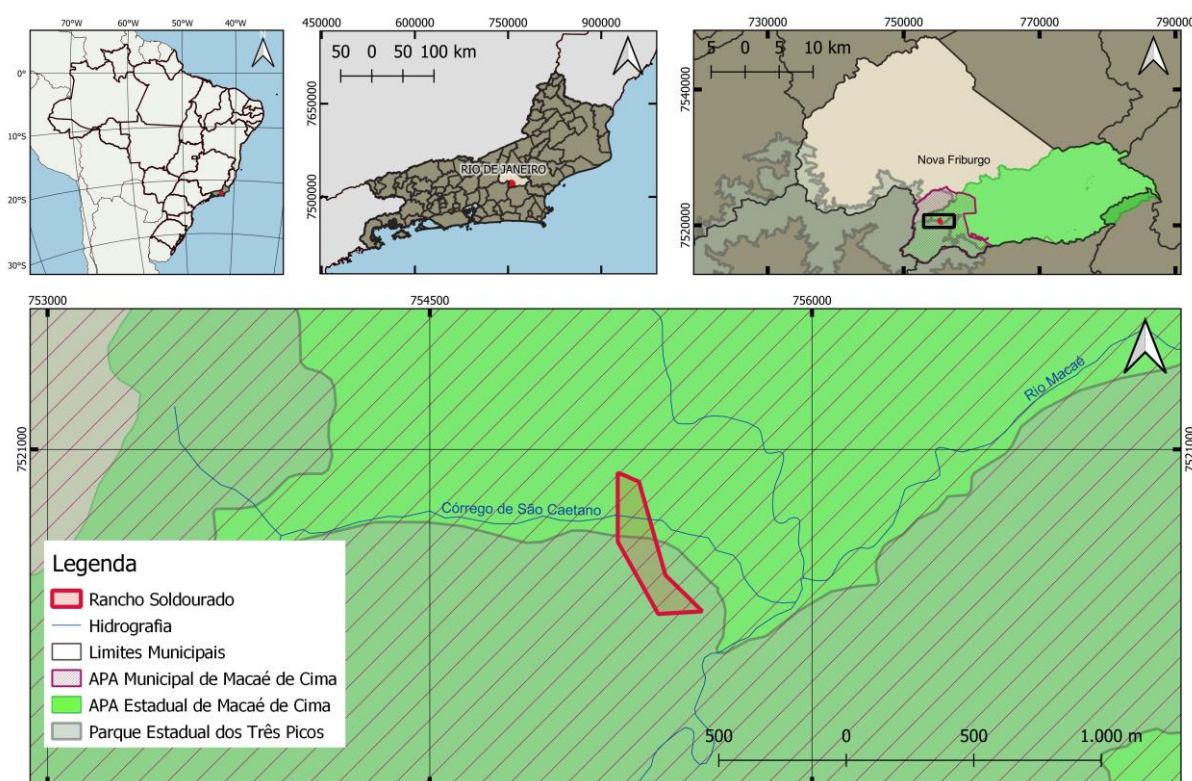 70°W 60°W 50°W 40°W
N
0°
10°S
20°S
30°S
450000 600000 750000 900000
50 0 50 100 km
7650000
7500000
RIO DE JANEIRO
730000 750000 770000 790000
5 0 5 10 km
7540000
7520000
Nova Friburgo
753000 754500 756000
7521000
7521000
Rio Macaé
Córrego de São Caetano
Legenda
Rancho Soldourado
Hidrografia
Limites Municipais
APA Municipal de Macaé de Cima
APA Estadual de Macaé de Cima
Parque Estadual dos Três Picos
500 0 500 1.000 m